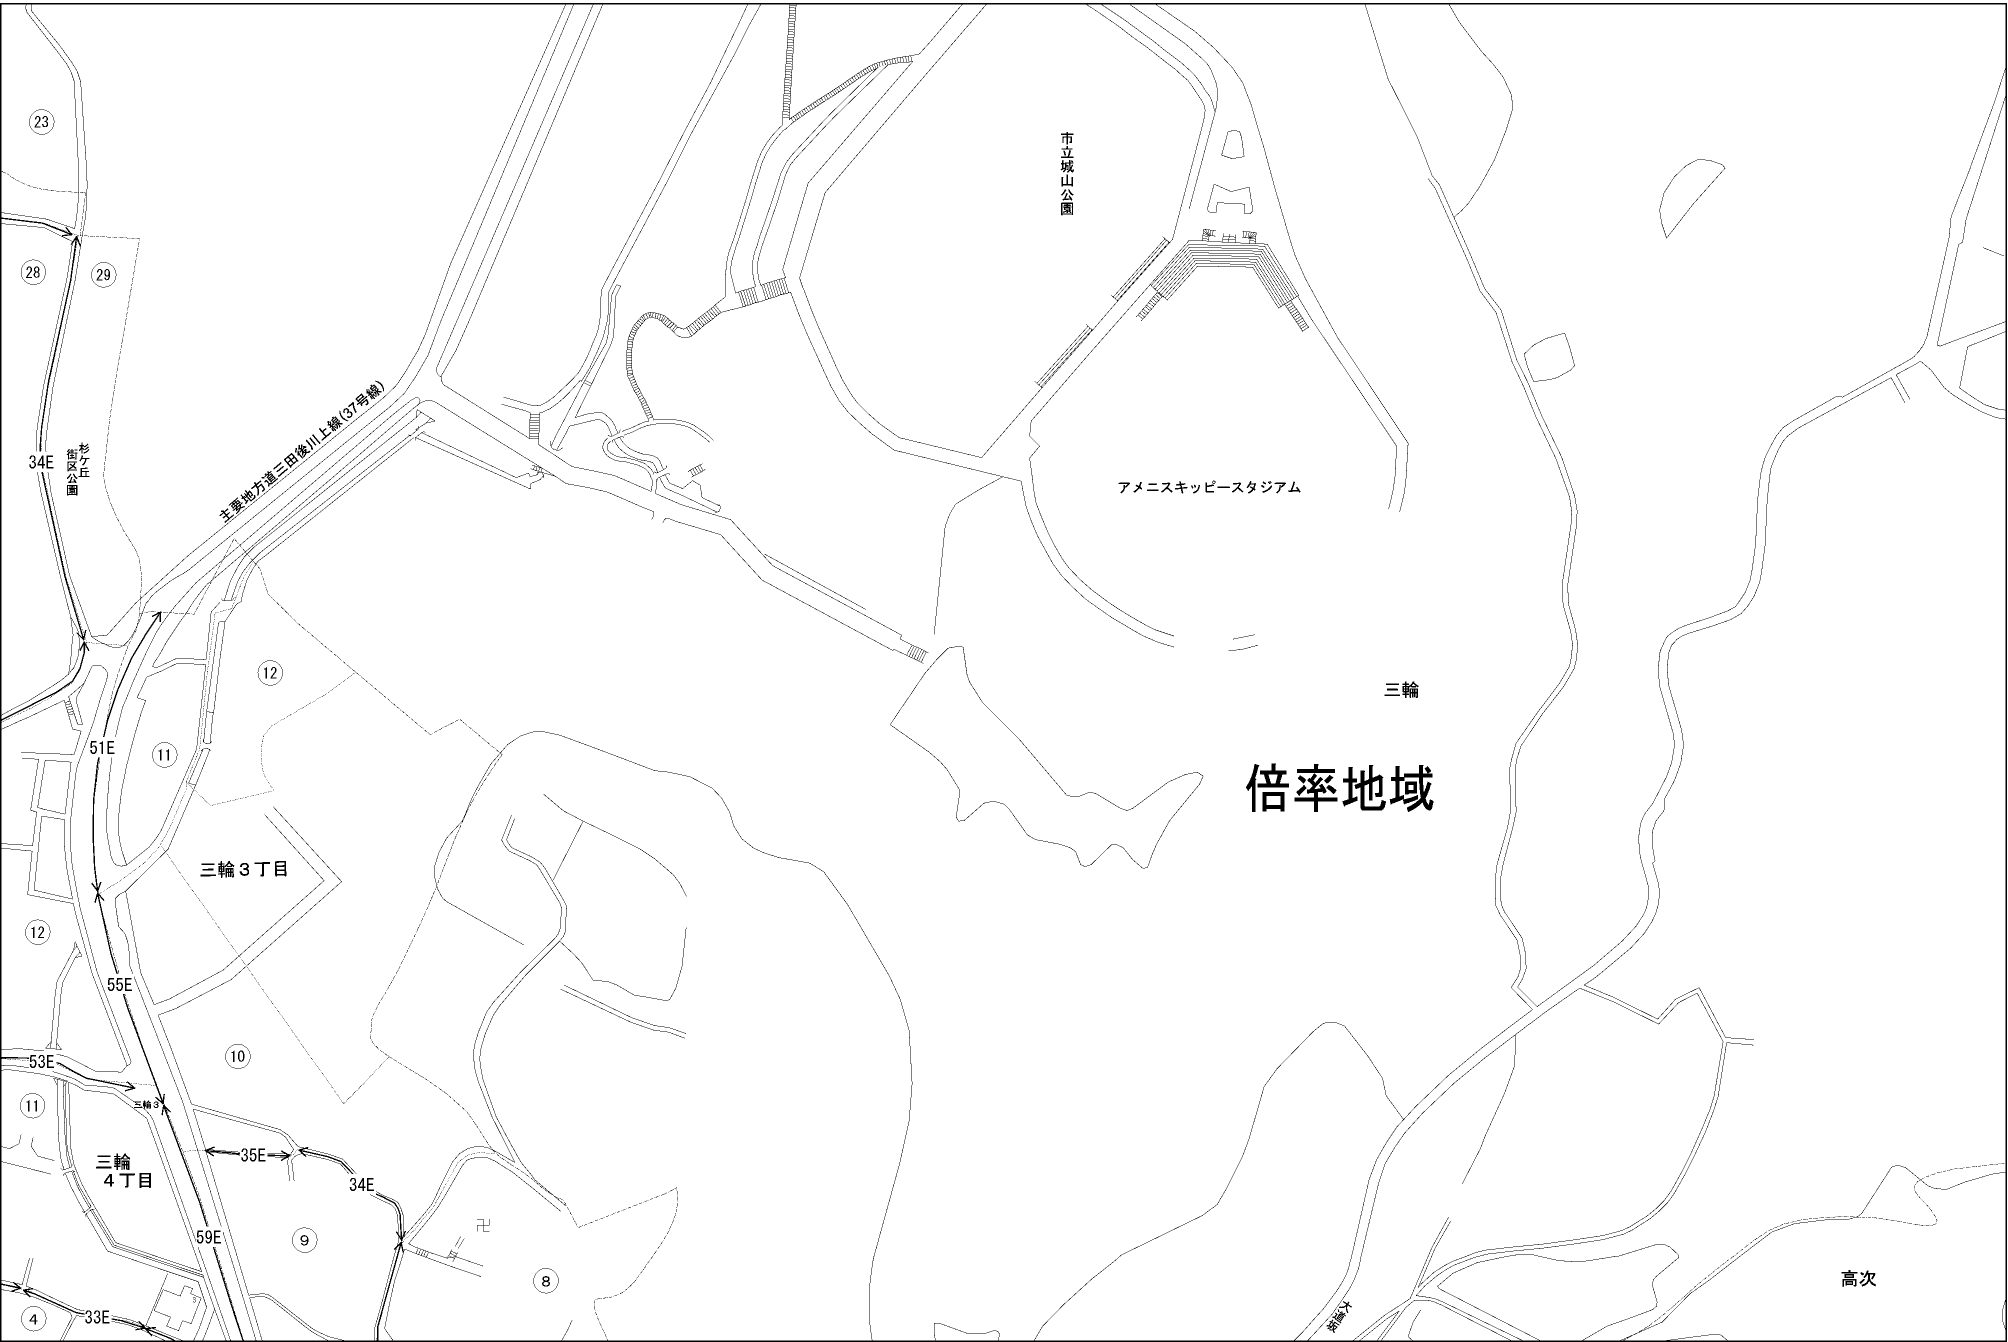 23
市立城山公園
28
29
主要地方道三田後川上線(37号線)
34E
杉ケ丘
街区公園
アメニスキッピースタジアム
12
三輪
51E
11
倍率地域
三輪３丁目
12
55E
10
53E
三輪３
11
35E
三輪
４丁目
34E
59E
9
8
高次
4
33E
大道坂